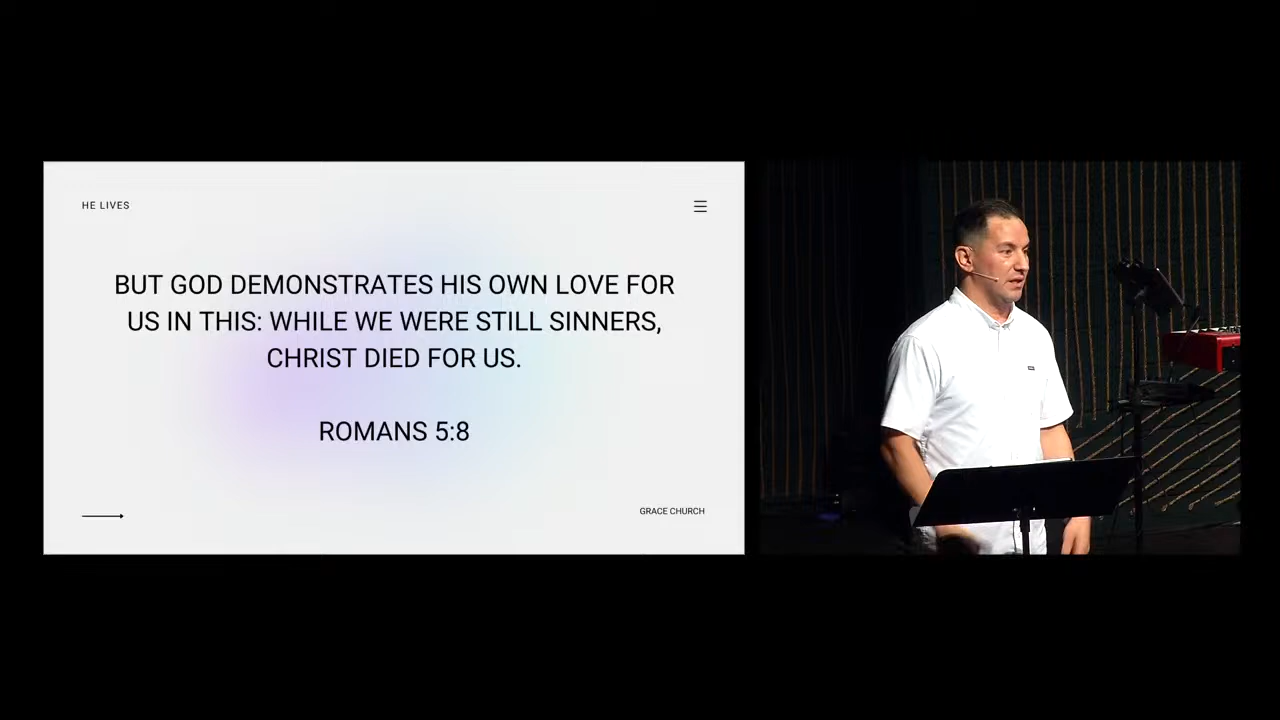 HE LIVES
BUT GOD DEMONSTRATES HIS OWN LOVE FOR
US IN THIS: WHILE WE WERE STILL SINNERS,
CHRIST DIED FOR US.
ROMANS 5:8
GRACE CHURCH